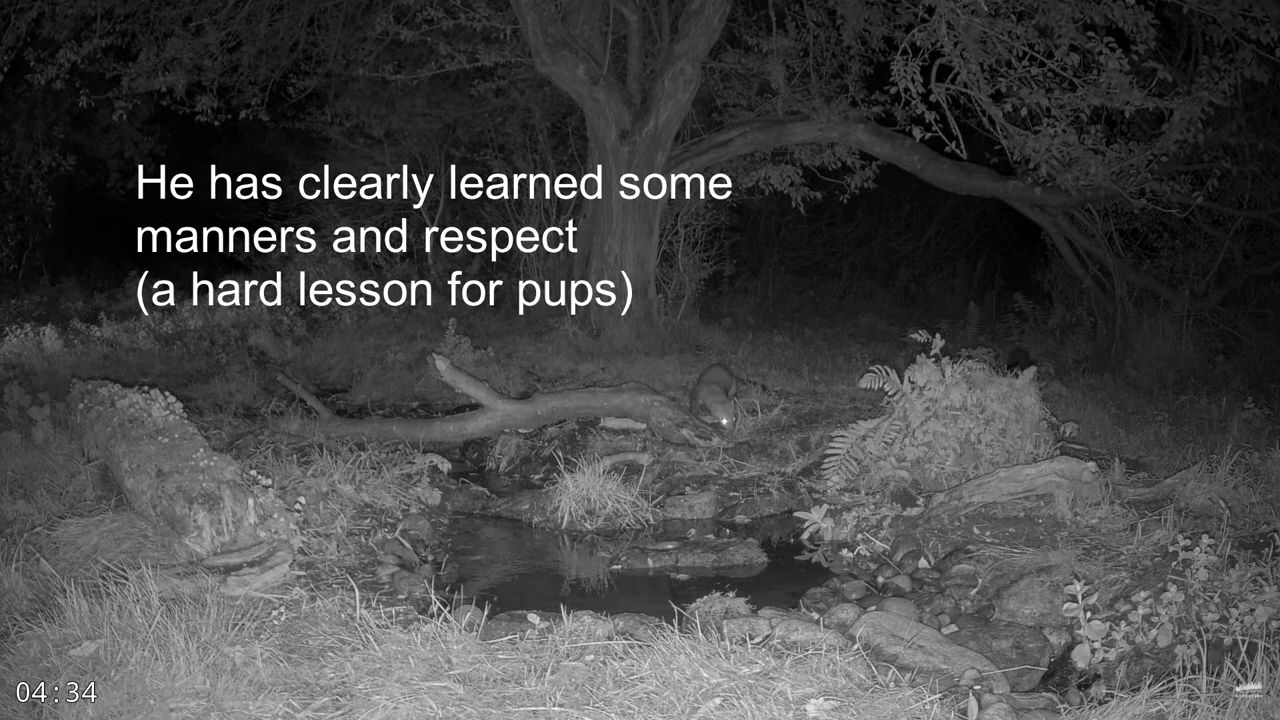 He has clearly learned some
manners and respect
(a hard lesson for pups)
04:34